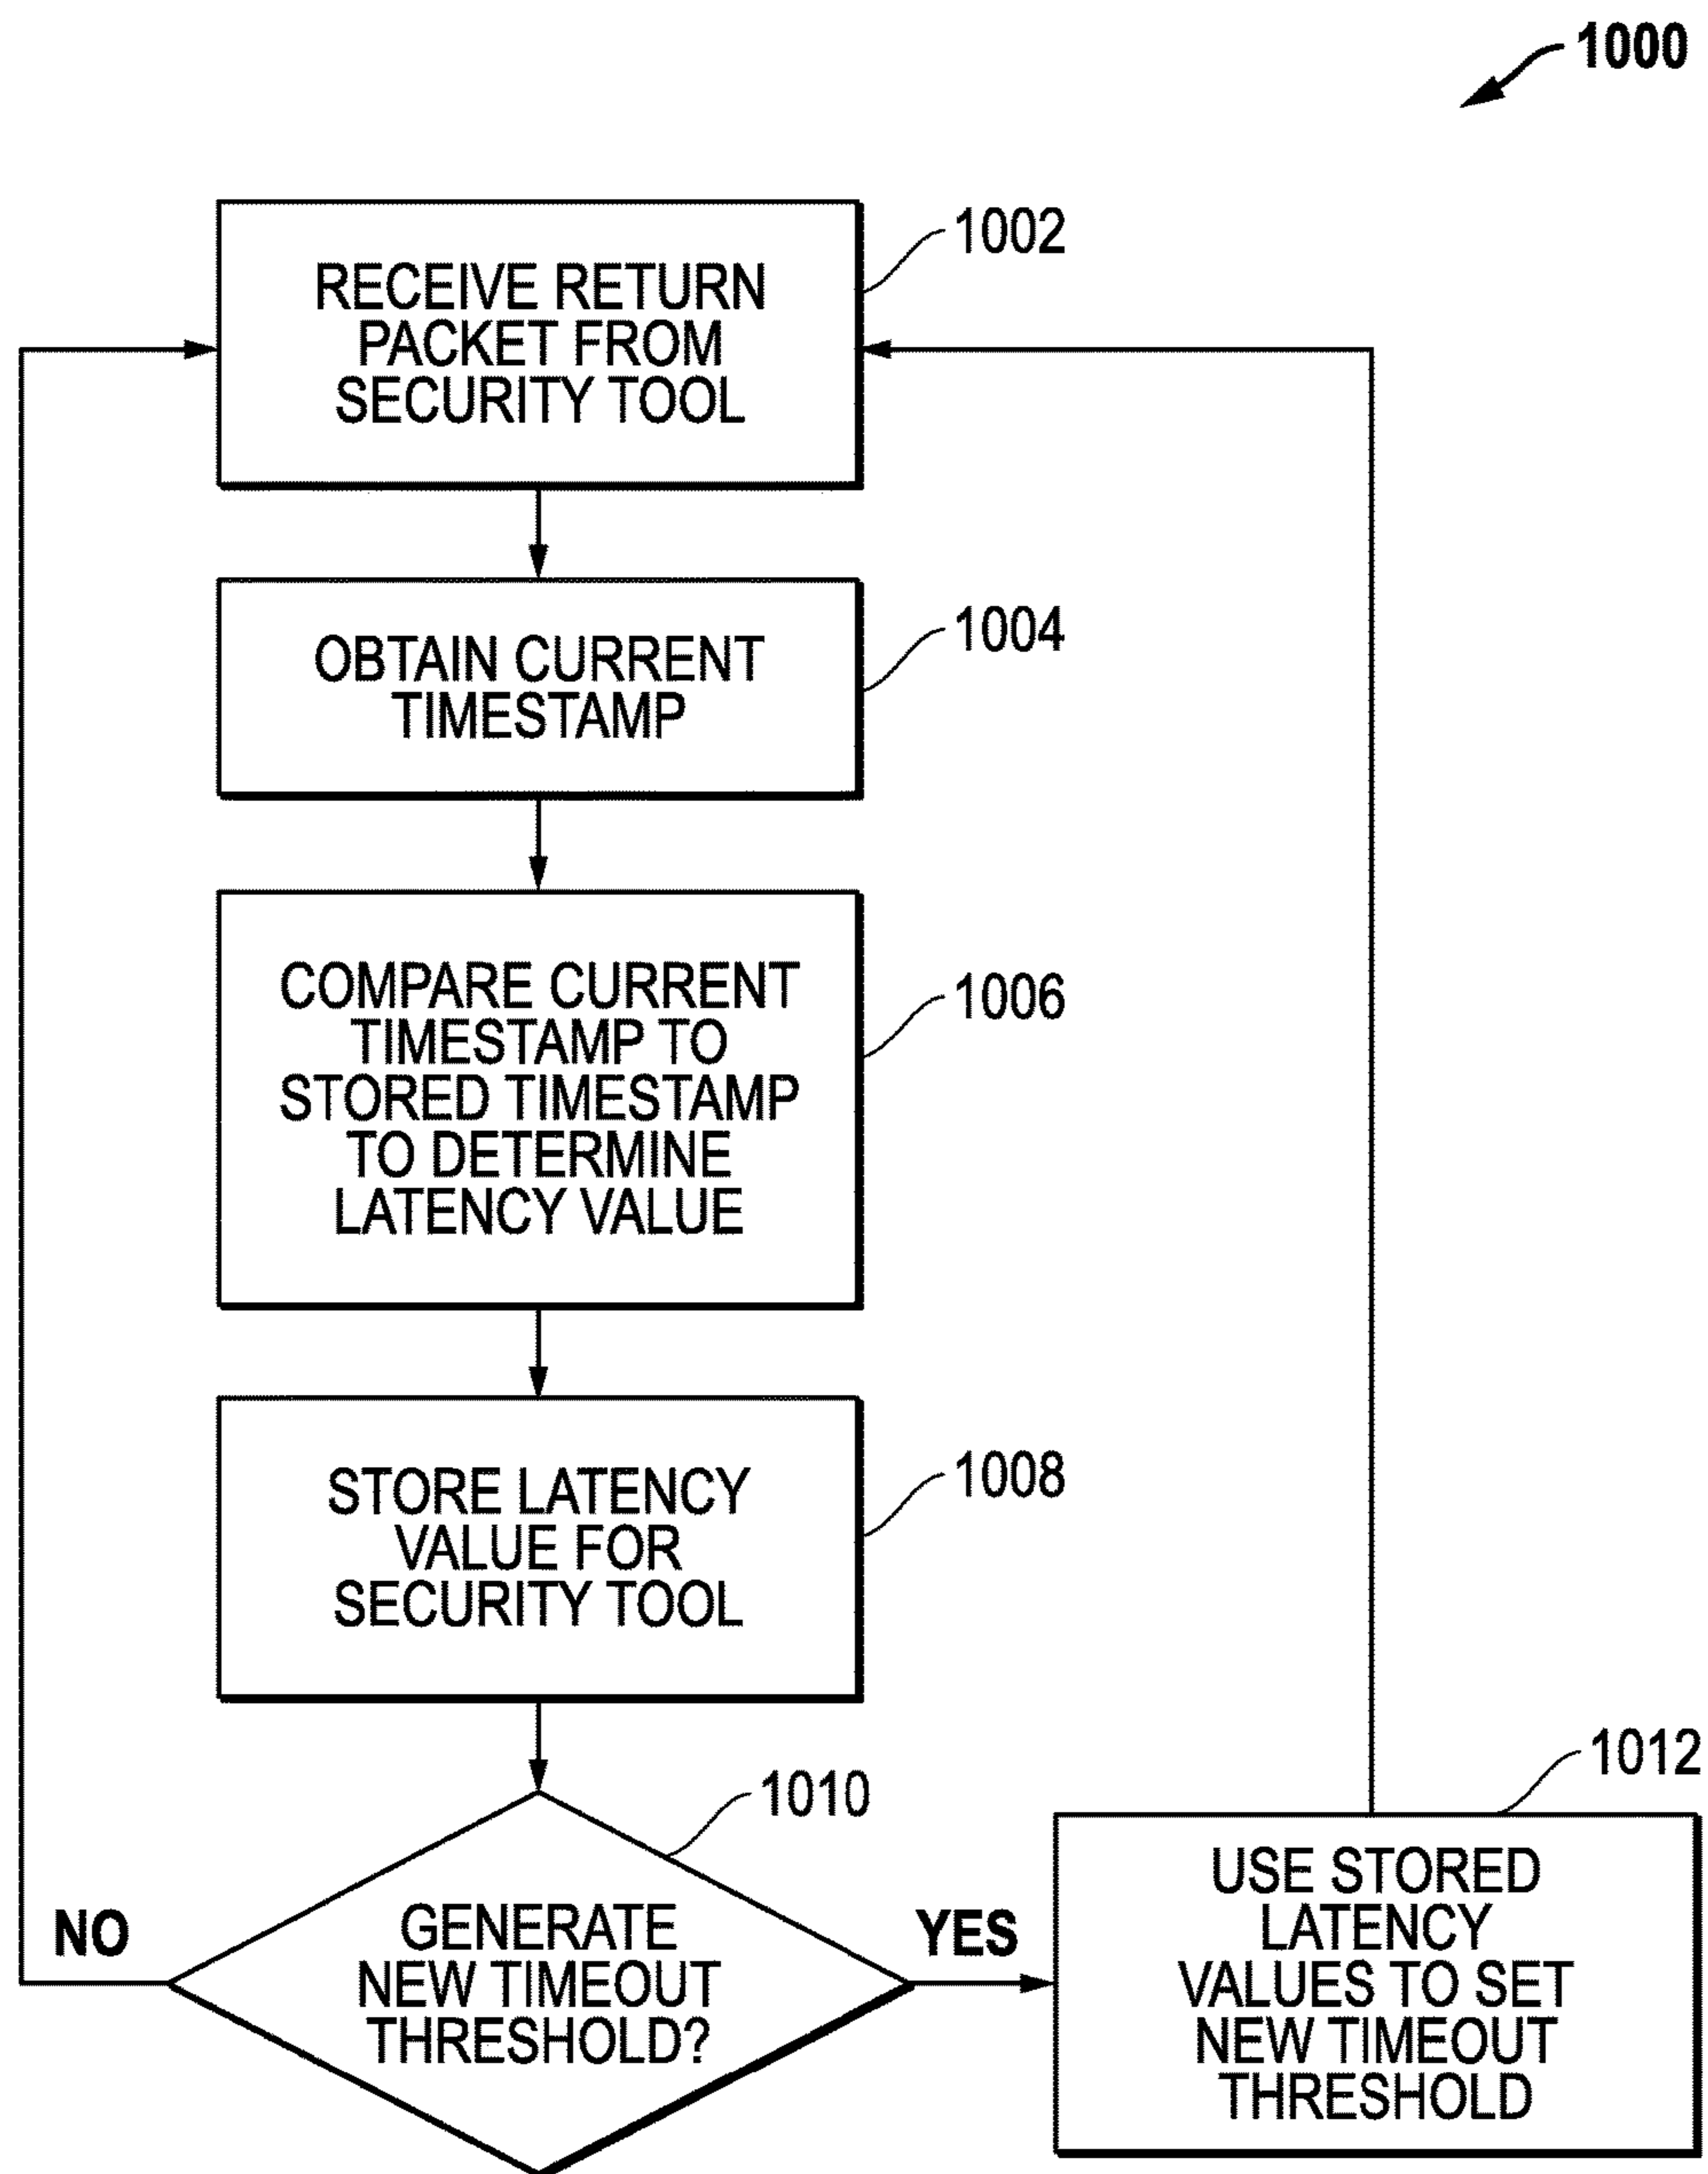 1000
1002
RECEIVE RETURN
PACKET FROM
SECURITY TOOL
1004
OBTAIN CURRENT
TIMESTAMP
1006
COMPARE CURRENT
TIMESTAMP TO
STORED TIMESTAMP
TO DETERMINE
LATENCY VALUE
1008
STORE LATENCY
VALUE FOR
SECURITY TOOL
1010
GENERATE
NEW TIMEOUT
THRESHOLD?
NO
YES
1012
USE STORED
LATENCY
VALUES TO SET
NEW TIMEOUT
THRESHOLD